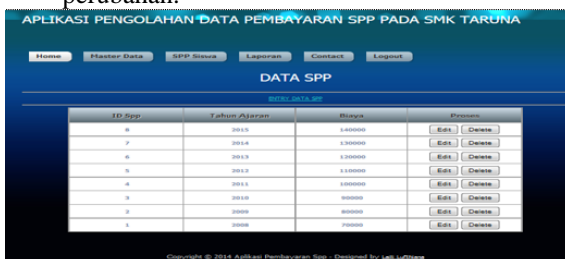 perubahan.
APLIKASI PENGOLAHAN DATA PEMBAYARAN SPP PADA SMK TARUNA
Home Master Data SPP Siswa Laporan Contact Logout
DATA SPP
ENTRY DATA SPP
ID Spp Tahun Ajaran Biaya Proses
8 2015 140000 Edit Delete
7 2014 130000 Edit Delete
6 2013 120000 Edit Delete
5 2012 110000 Edit Delete
4 2011 100000 Edit Delete
3 2010 90000 Edit Delete
2 2009 80000 Edit Delete
1 2008 70000 Edit Delete
Copyright © 2014 Aplikasi Pembayaran Spp - Designed by Laili